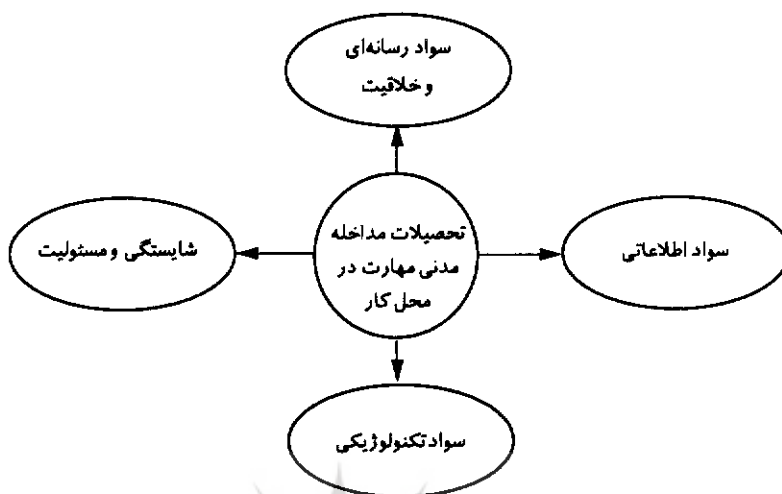 سواد رسانه‌ای
و خلاقیت
تحصیلات مداخله
مدنی مهارت در
محل کار
سواد اطلاعاتی
شایستگی و مسئولیت
سواد تکنولوژیکی